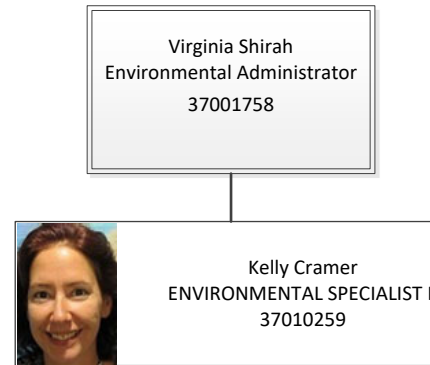 Virginia Shirah
Environmental Administrator
37001758
Kelly Cramer
ENVIRONMENTAL SPECIALIST
37010259